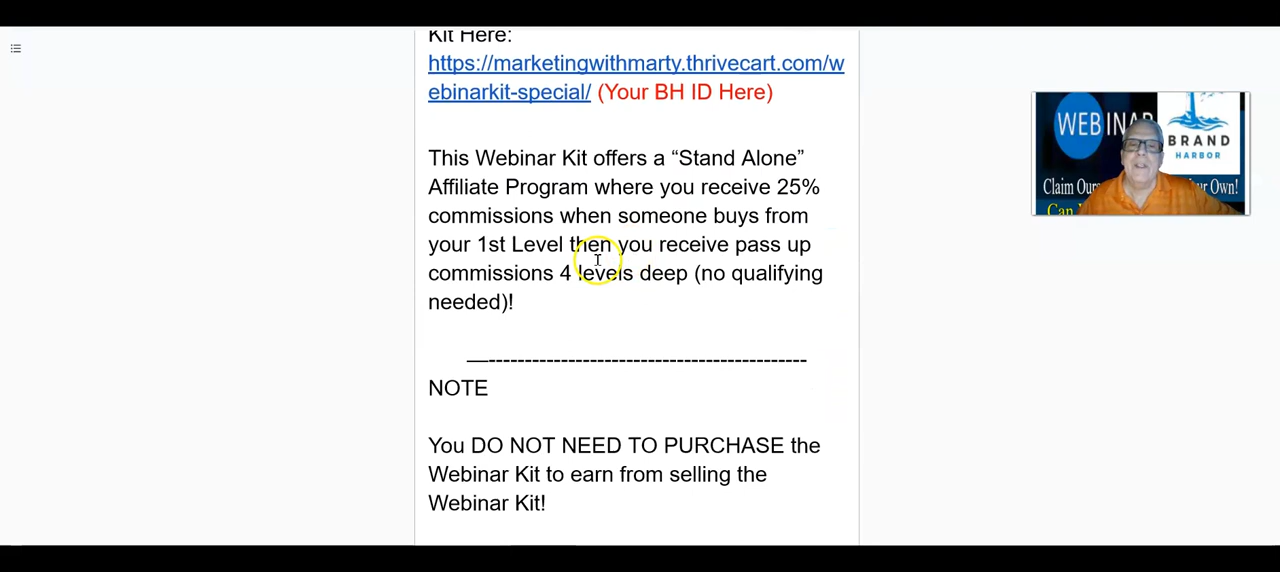 Kit Here:
https://marketingwithmarty.thrivecart.com/w
ebinarkit-special/ (Your BH ID Here)
This Webinar Kit offers a “Stand Alone”
Affiliate Program where you receive 25%
commissions when someone buys from
your 1st Level then you receive pass up
commissions 4 levels deep (no qualifying
needed)!
—--------------------------------------------
NOTE
You DO NOT NEED TO PURCHASE the
Webinar Kit to earn from selling the
Webinar Kit!
WEBINAR
BRAND
HARBOR
Claim Ours
Your Own!
Can